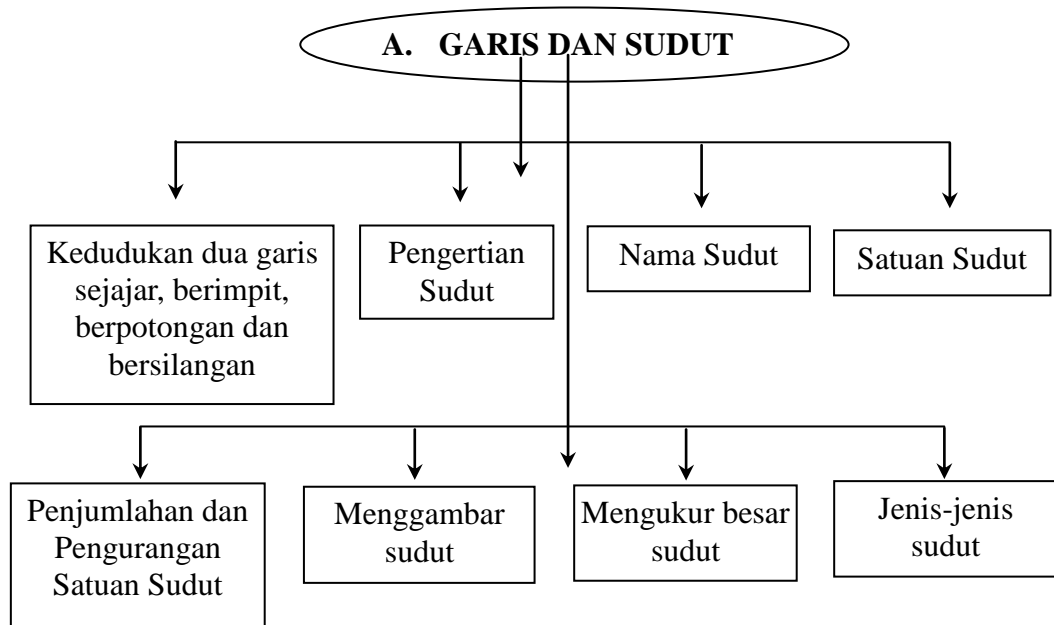 A. GARIS DAN SUDUT
Kedudukan dua garis
sejajar, berimpit,
berpotongan dan
bersilangan
Pengertian
Sudut
Nama Sudut
Satuan Sudut
Penjumlahan dan
Pengurangan
Satuan Sudut
Menggambar
sudut
Mengukur besar
sudut
Jenis-jenis
sudut